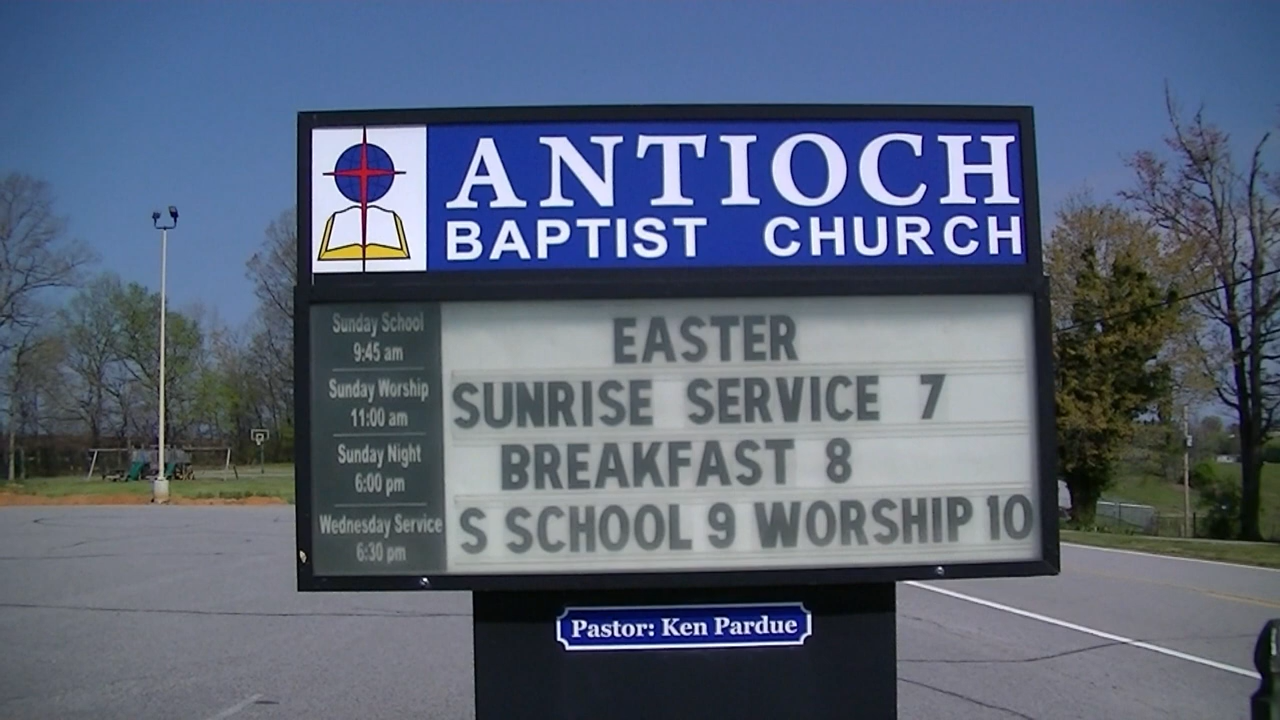 ANTIOCH
BAPTIST CHURCH
Sunday School
9:45 am
Sunday Worship
11:00 am
Sunday Night
6:00 pm
Wednesday Service
6:30 pm
EASTER
SUNRISE SERVICE 7
BREAKFAST 8
S SCHOOL 9 WORSHIP 10
Pastor: Ken Pardue